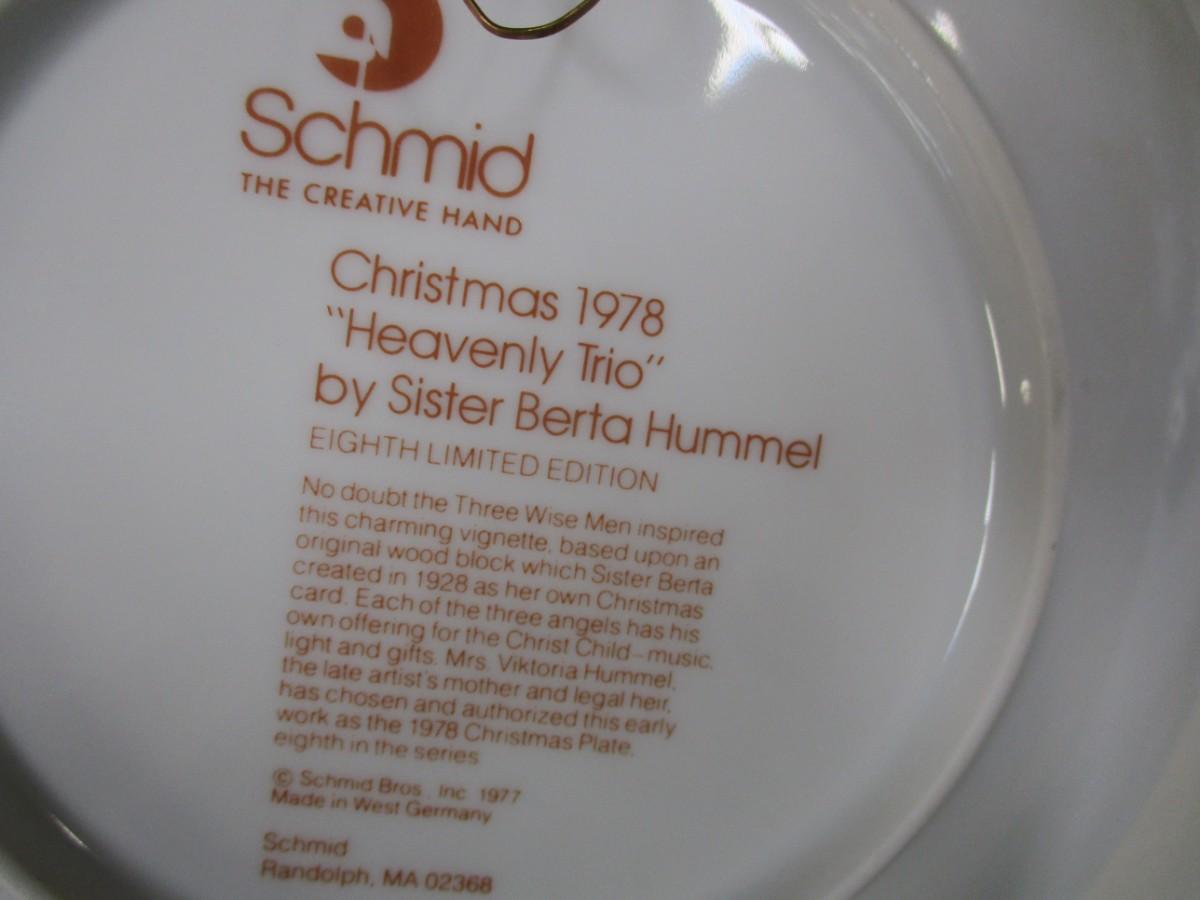 Schmid
THE CREATIVE HAND
Christmas 1978
"Heavenly Trio"
by Sister Berta Hummel
EIGHTH LIMITED EDITION
No doubt the Three Wise Men inspired
this charming vignette, based upon an
original wood block which Sister Berta
created in 1928 as her own Christmas
card. Each of the three angels has his
own offering for the Christ Child–music,
light and gifts. Mrs. Viktoria Hummel,
the late artist's mother and legal heir,
has chosen and authorized this early
work as the 1978 Christmas Plate,
eighth in the series
© Schmid Bros., Inc. 1977
Made in West Germany
Schmid
Randolph, MA 02368